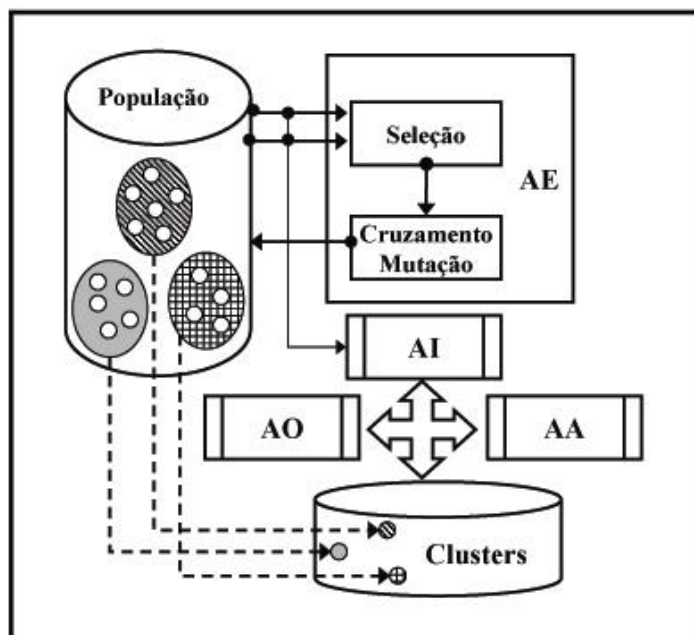 População
Seleção
AE
Cruzamento
Mutação
AI
AO
AA
Clusters